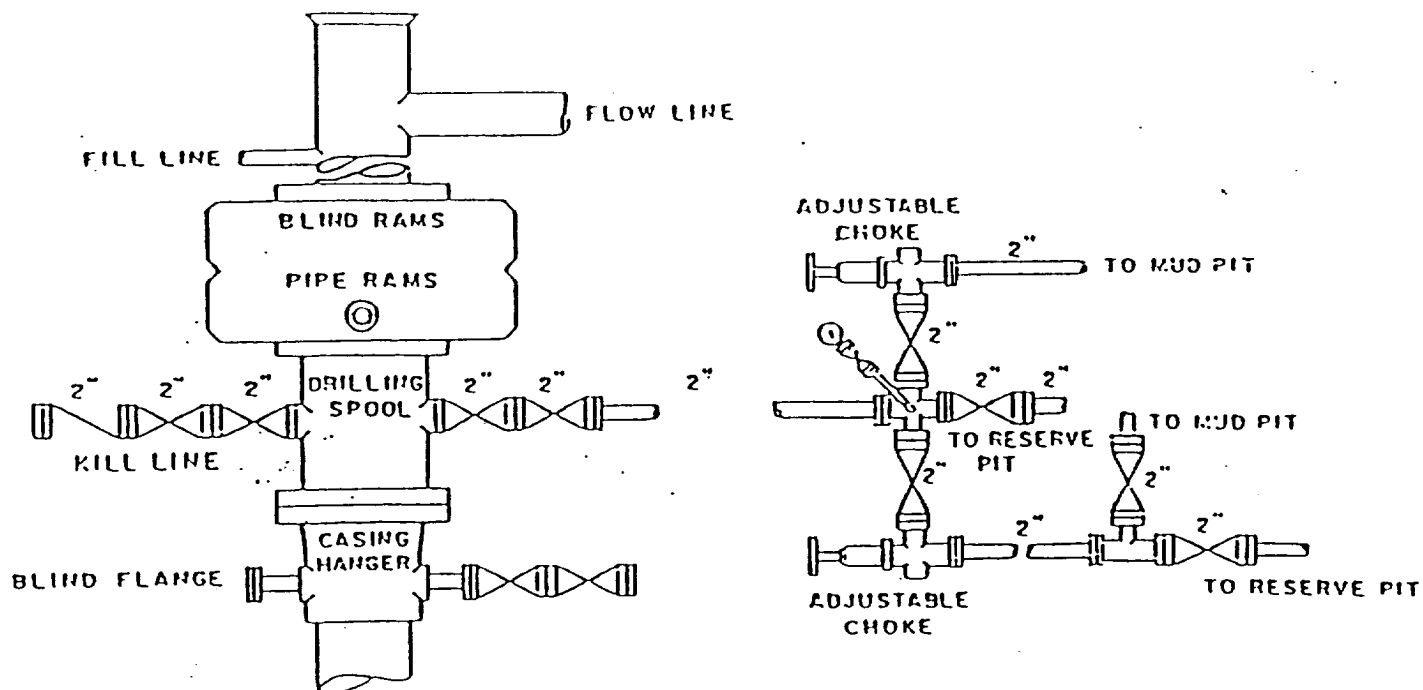 FLOW LINE
FILL LINE
BLIND RAMS
PIPE RAMS
2" 2" 2"
DRILLING
SPOOL
2" 2" 2"
KILL LINE
CASING
HANGER
BLIND FLANGE
ADJUSTABLE
CHOKE
2"
TO MUD PIT
2"
2" 2"
TO RESERVE
PIT
TO MUD PIT
2"
2"
2"
2"
ADJUSTABLE
CHOKE
TO RESERVE PIT